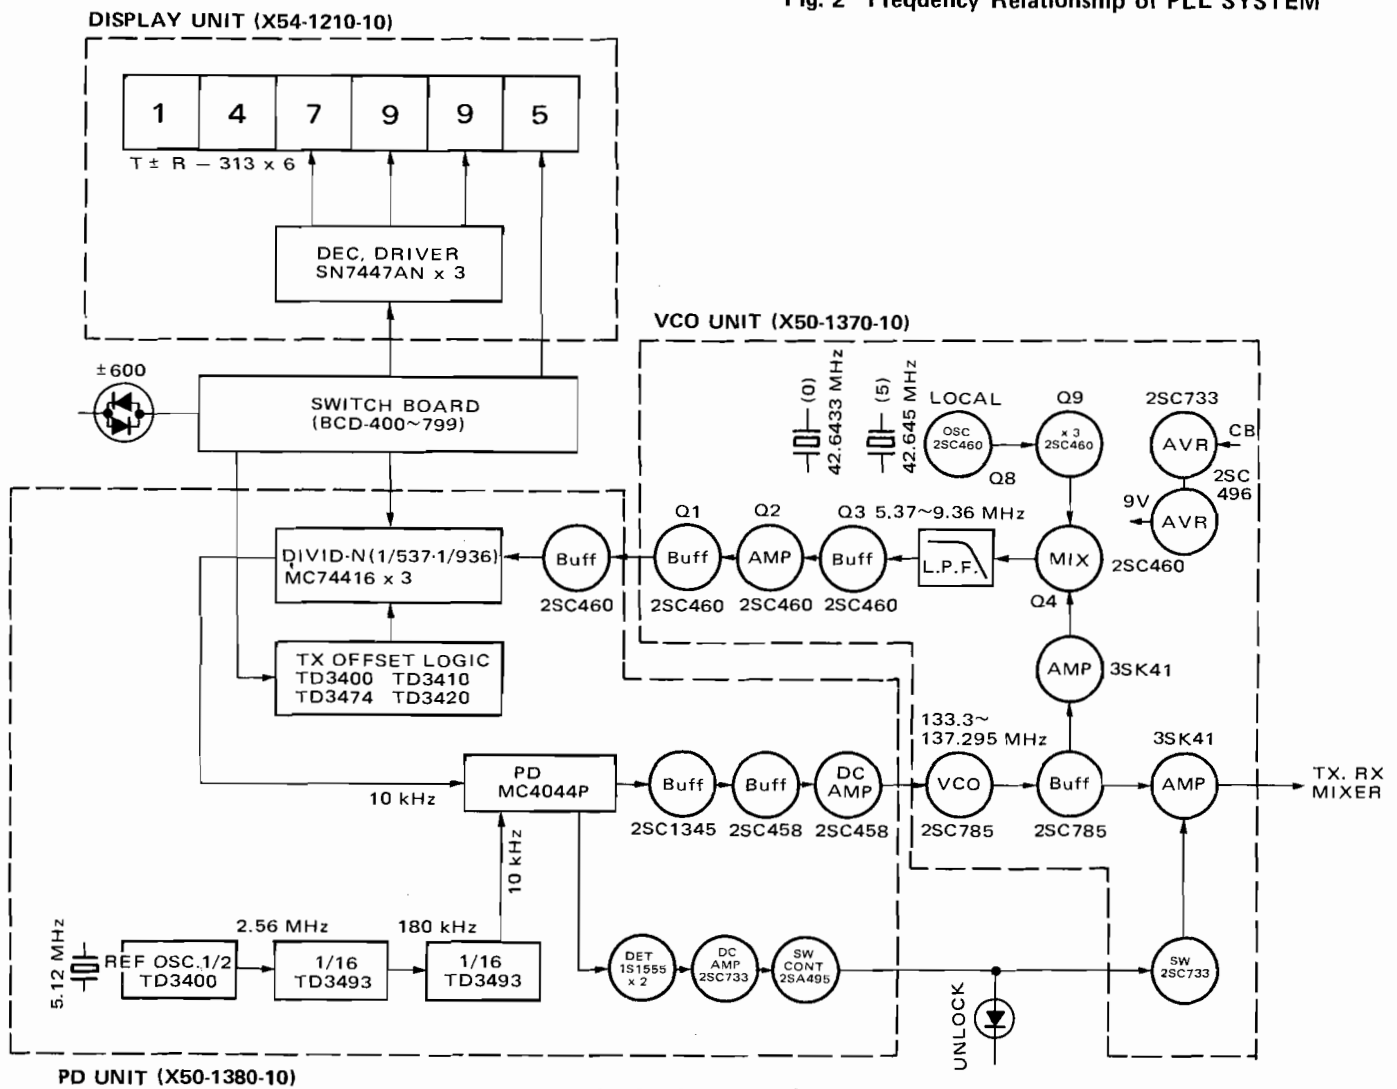 Fig. 2 Frequency Relationship of PLL SYSTEM
DISPLAY UNIT (X54-1210-10)
1 4 7 9 9 5
T ± R — 313 x 6
DEC, DRIVER
SN7447AN x 3
±600
SWITCH BOARD
(BCD-400~799)
VCO UNIT (X50-1370-10)
(0)
42.6433 MHz
(5)
42.645 MHz
LOCAL
OSC
2SC460
Q8
Q9
x 3
2SC460
2SC733
AVR
CB
2SC
496
9V
AVR
DIVID·N (1/537·1/936)
MC74416 x 3
Buff
2SC460
Q1
Buff
2SC460
Q2
AMP
2SC460
Q3
Buff
2SC460
5.37~9.36 MHz
L.P.F.
MIX
2SC460
Q4
TX OFFSET LOGIC
TD3400 TD3410
TD3474 TD3420
AMP
3SK41
10 kHz
PD
MC4044P
Buff
2SC1345
Buff
2SC458
DC
AMP
2SC458
133.3~
137.295 MHz
VCO
2SC785
Buff
2SC785
3SK41
AMP
TX. RX
MIXER
10 kHz
5.12 MHz
REF OSC.1/2
TD3400
2.56 MHz
1/16
TD3493
180 kHz
1/16
TD3493
DET
1S1555
x 2
DC
AMP
2SC733
SW
CONT
2SA495
UNLOCK
SW
2SC733
PD UNIT (X50-1380-10)